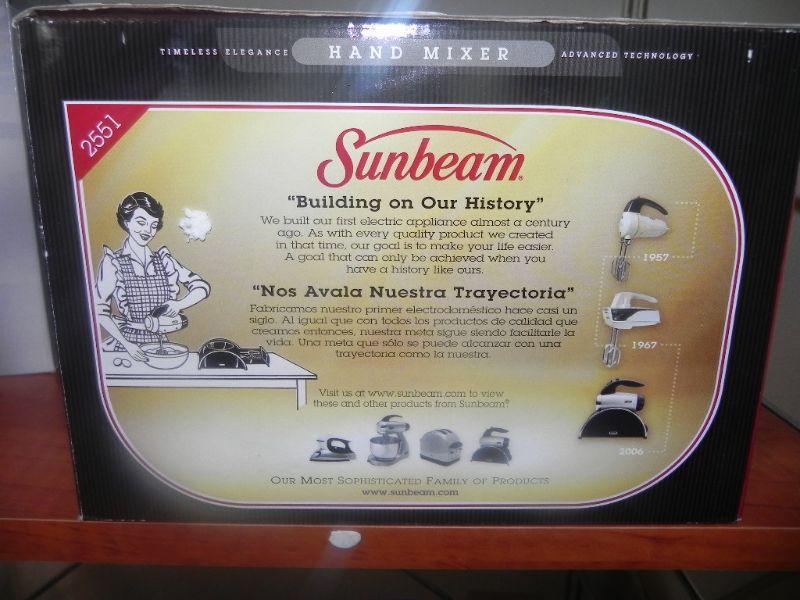 TIMELESS ELEGANCE HAND MIXER ADVANCED TECHNOLOGY
2551
Sunbeam®
"Building on Our History"
We built our first electric appliance almost a century
ago. As with every quality product we created
in that time, our goal is to make your life easier.
A goal that can only be achieved when you
have a history like ours.
"Nos Avala Nuestra Trayectoria"
Fabricamos nuestro primer electrodoméstico hace casi un
siglo. Al igual que con todos los productos de calidad que
creamos entonces, nuestra meta sigue siendo facilitarle la
vida. Una meta que sólo se puede alcanzar con una
trayectoria como la nuestra.
1957
1967
2006
Visit us at www.sunbeam.com to view
these and other products from Sunbeam®
OUR MOST SOPHISTICATED FAMILY OF PRODUCTS
www.sunbeam.com